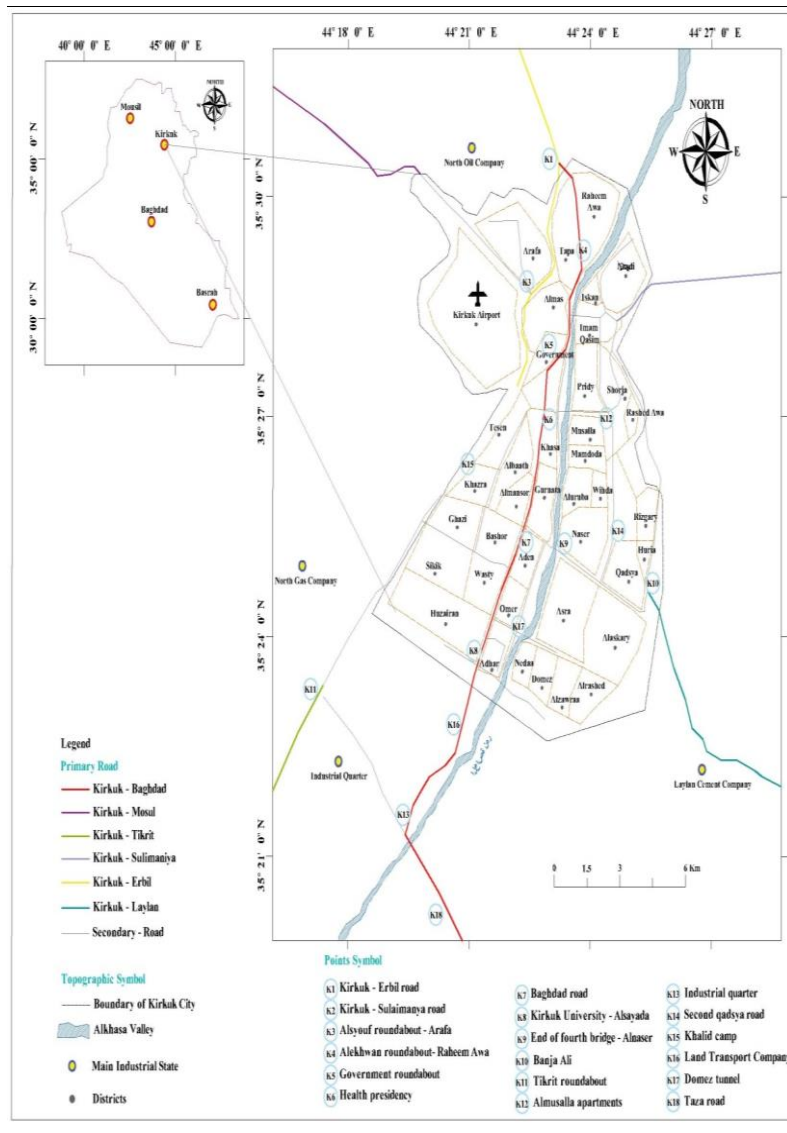 40° 00' 0" E
45° 00' 0" E
44° 18' 0" E
44° 21' 0" E
44° 24' 0" E
44° 27' 0" E
NORTH
N
W
E
S
35° 00' 0" N
30° 00' 0" N
Mousil
Kirkuk
Baghdad
Basrah
NORTH
W
E
S
35° 30' 0" N
35° 27' 0" N
35° 24' 0" N
35° 21' 0" N
North Oil Company
K1
Raheem
Awa
K4
Arafa
Tapa
K3
Almas
Iskan
Kirkuk Airport
Imam
Qasim
K5
Government
Pridy
Shorja
K6
K12
Rashed Awa
Tesen
Musalla
Khasa
Mamdoda
K15
Albaath
Khazra
Almansor
Gurnata
Aluruba
Wihda
Ghazi
Rizgary
K14
Bashor
K7
K9
Naser
Aden
Huria
North Gas Company
Sikik
Wasty
Qadsya
K10
Huzairan
Omer
K17
Asra
K8
Alaskary
Adhar
Nedaa
Domez
Alrashed
Alzawraa
K11
K16
Industrial Quarter
Laylan Cement Company
K13
K18
0 1.5 3 6 Km
Legend
Primary Road
Kirkuk - Baghdad
Kirkuk - Mosul
Kirkuk - Tikrit
Kirkuk - Sulimaniya
Kirkuk - Erbil
Kirkuk - Laylan
Secondary - Road
Topographic Symbol
Boundary of Kirkuk City
Alkhasa Valley
Main Industrial State
Districts
Points Symbol
K1 Kirkuk - Erbil road
K2 Kirkuk - Sulaimanya road
K3 Alsyouf roundabout - Arafa
K4 Alekhwan roundabout- Raheem Awa
K5 Government roundabout
K6 Health presidency
K7 Baghdad road
K8 Kirkuk University - Alsayada
K9 End of fourth bridge - Alnaser
K10 Banja Ali
K11 Tikrit roundabout
K12 Almusalla apartments
K13 Industrial quarter
K14 Second qadsya road
K15 Khalid camp
K16 Land Transport Company
K17 Domez tunnel
K18 Taza road